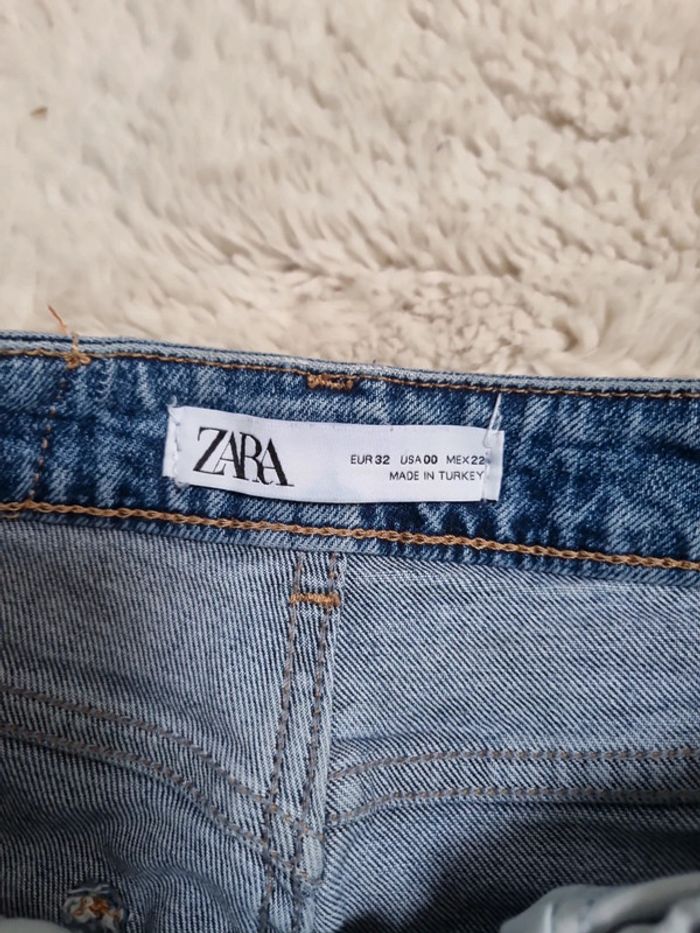 ZARA
EUR 32 USA 00 MEX 22
MADE IN TURKEY